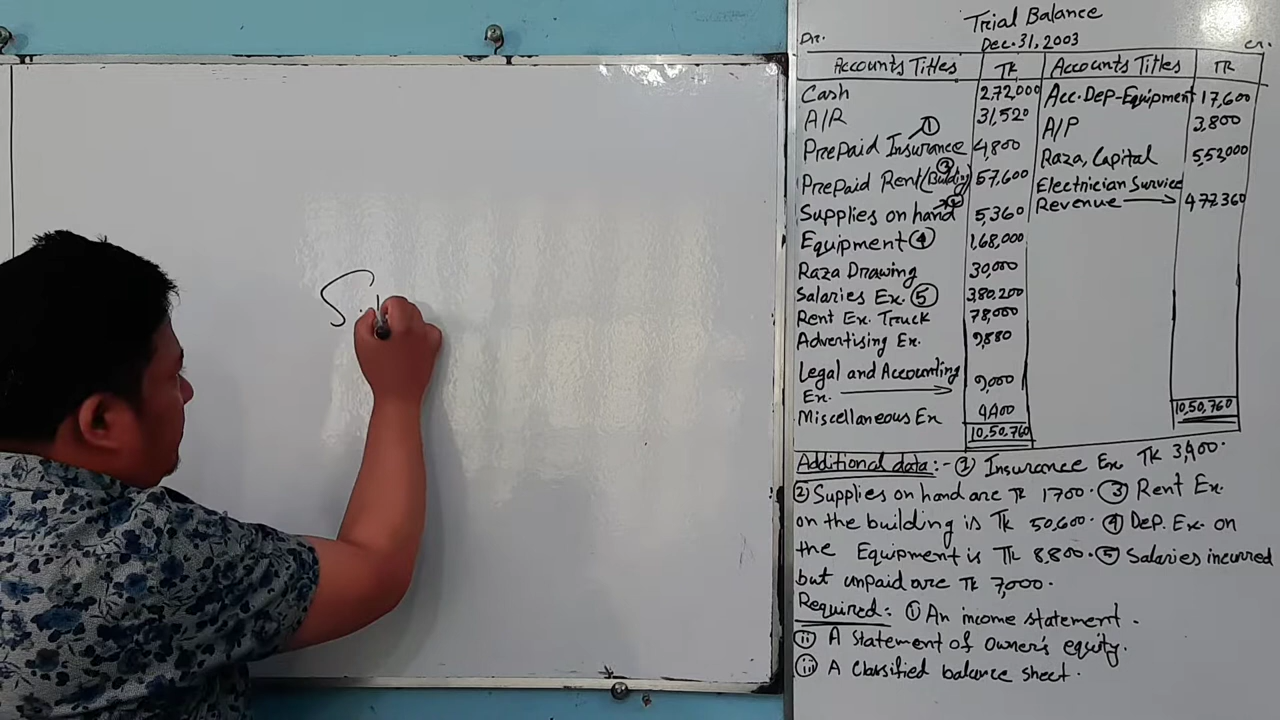 Trial Balance
Dec. 31, 2003
Dr. Cr.
Accounts Titles TK Accounts Titles TK
Cash 2,72,000 Acc. Dep-Equipment 17,600
A/R 31,520 A/P 3,800
Prepaid Insurance ① 4,800 Raza, Capital 5,52,000
Prepaid Rent (Building) ③ 57,600 Electrician Survice
Supplies on hand ② 5,360 Revenue → 4,77,360
Equipment ④ 1,68,000
Raza Drawing 30,000
Salaries Ex. ⑤ 3,80,200
Rent Ex. Truck 78,000
Advertising Ex. 9,880
Legal and Accounting
Ex. → 9,000
Miscellaneous Ex 4,400
10,50,760 10,50,760
Additional data :- ① Insurance Ex TK 3,400.
② Supplies on hand are TK 1700. ③ Rent Ex.
on the building is TK 50,600. ④ Dep. Ex. on
the Equipment is TK 8,800. ⑤ Salaries incurred
but unpaid are TK 7,000.
Required: ① An income statement.
ⅱ A statement of owner's equity.
ⅲ A classified balance sheet.